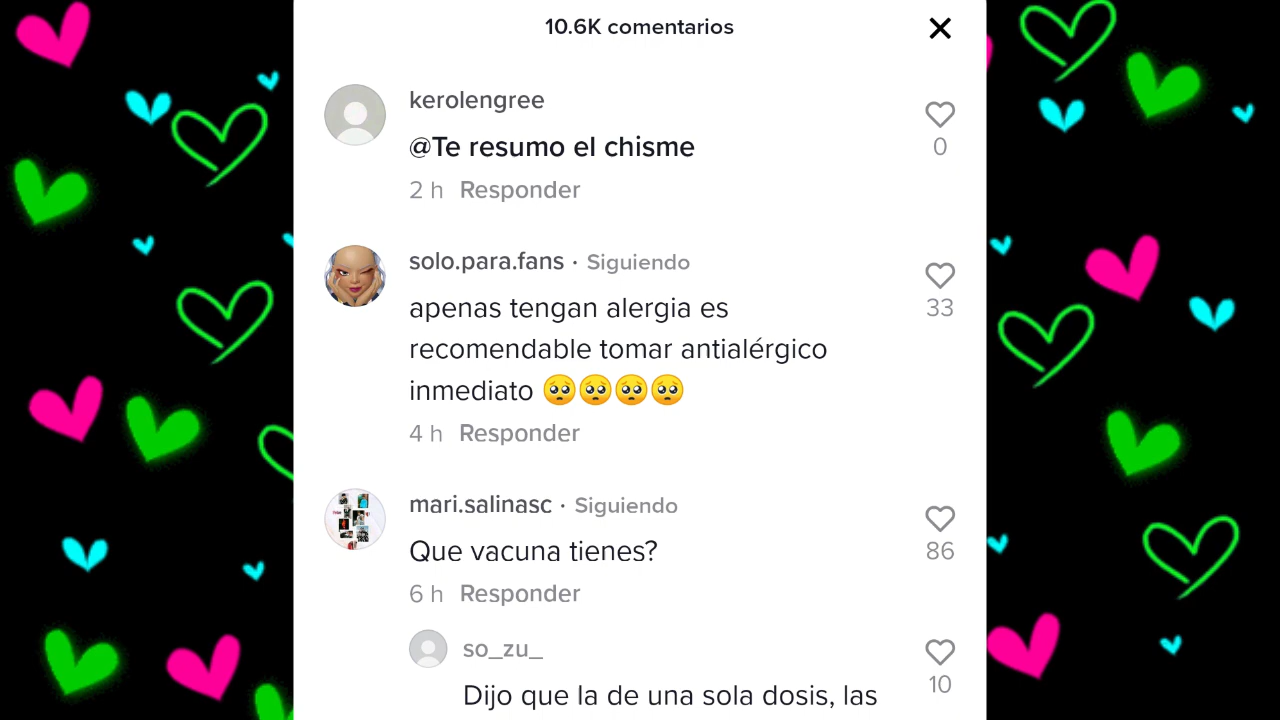 10.6K comentarios
kerolengree
@Te resumo el chisme
0
2 h Responder
solo.para.fans · Siguiendo
apenas tengan alergia es
33
recomendable tomar antialérgico
inmediato 🥺🥺🥺🥺
4 h Responder
mari.salinasc · Siguiendo
Que vacuna tienes?
86
6 h Responder
so_zu_
Dijo que la de una sola dosis, las
10